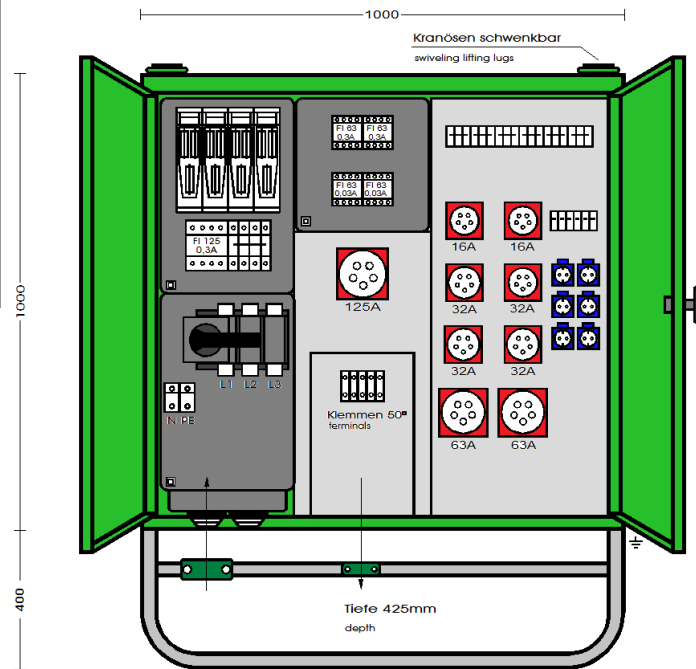 1000
Kranösen schwenkbar
swiveling lifting lugs
1000
FI 63
0,3A
FI 63
0,3A
FI 63
0,03A
FI 63
0,03A
FI 125
0,3A
16A
16A
125A
32A
32A
L1 L2 L3
32A
32A
N PE
Klemmen 50°
terminals
63A
63A
400
Tiefe 425mm
depth